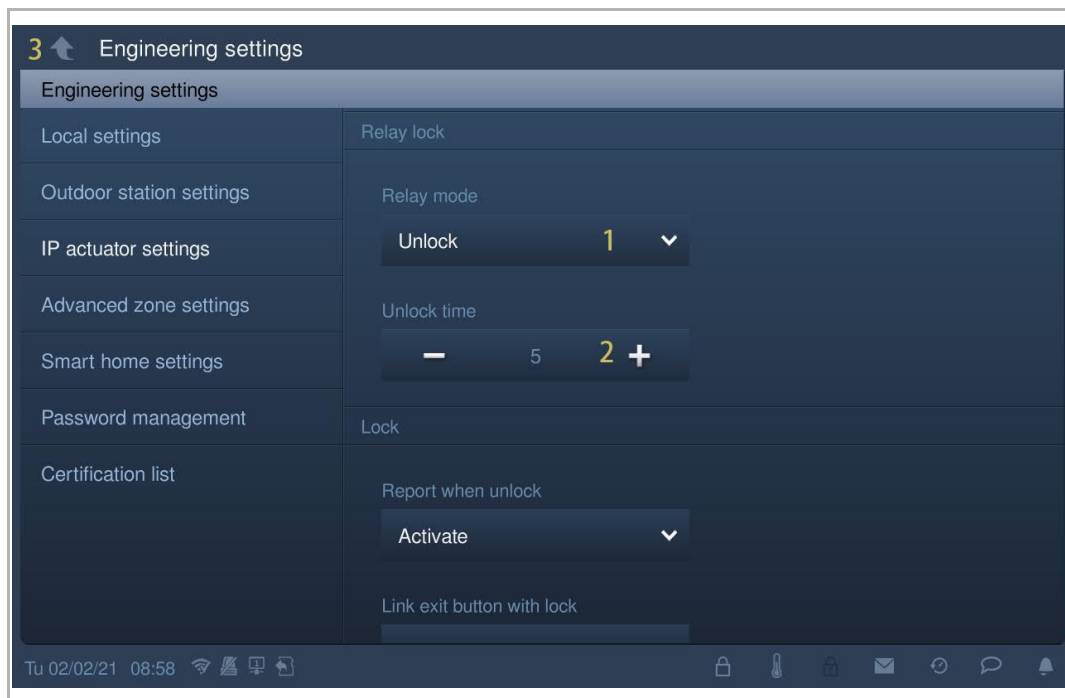 3 Engineering settings
Engineering settings
Local settings
Outdoor station settings
IP actuator settings
Advanced zone settings
Smart home settings
Password management
Certification list
Relay lock
Relay mode
Unlock 1
Unlock time
5 2
Lock
Report when unlock
Activate
Link exit button with lock
Tu 02/02/21 08:58